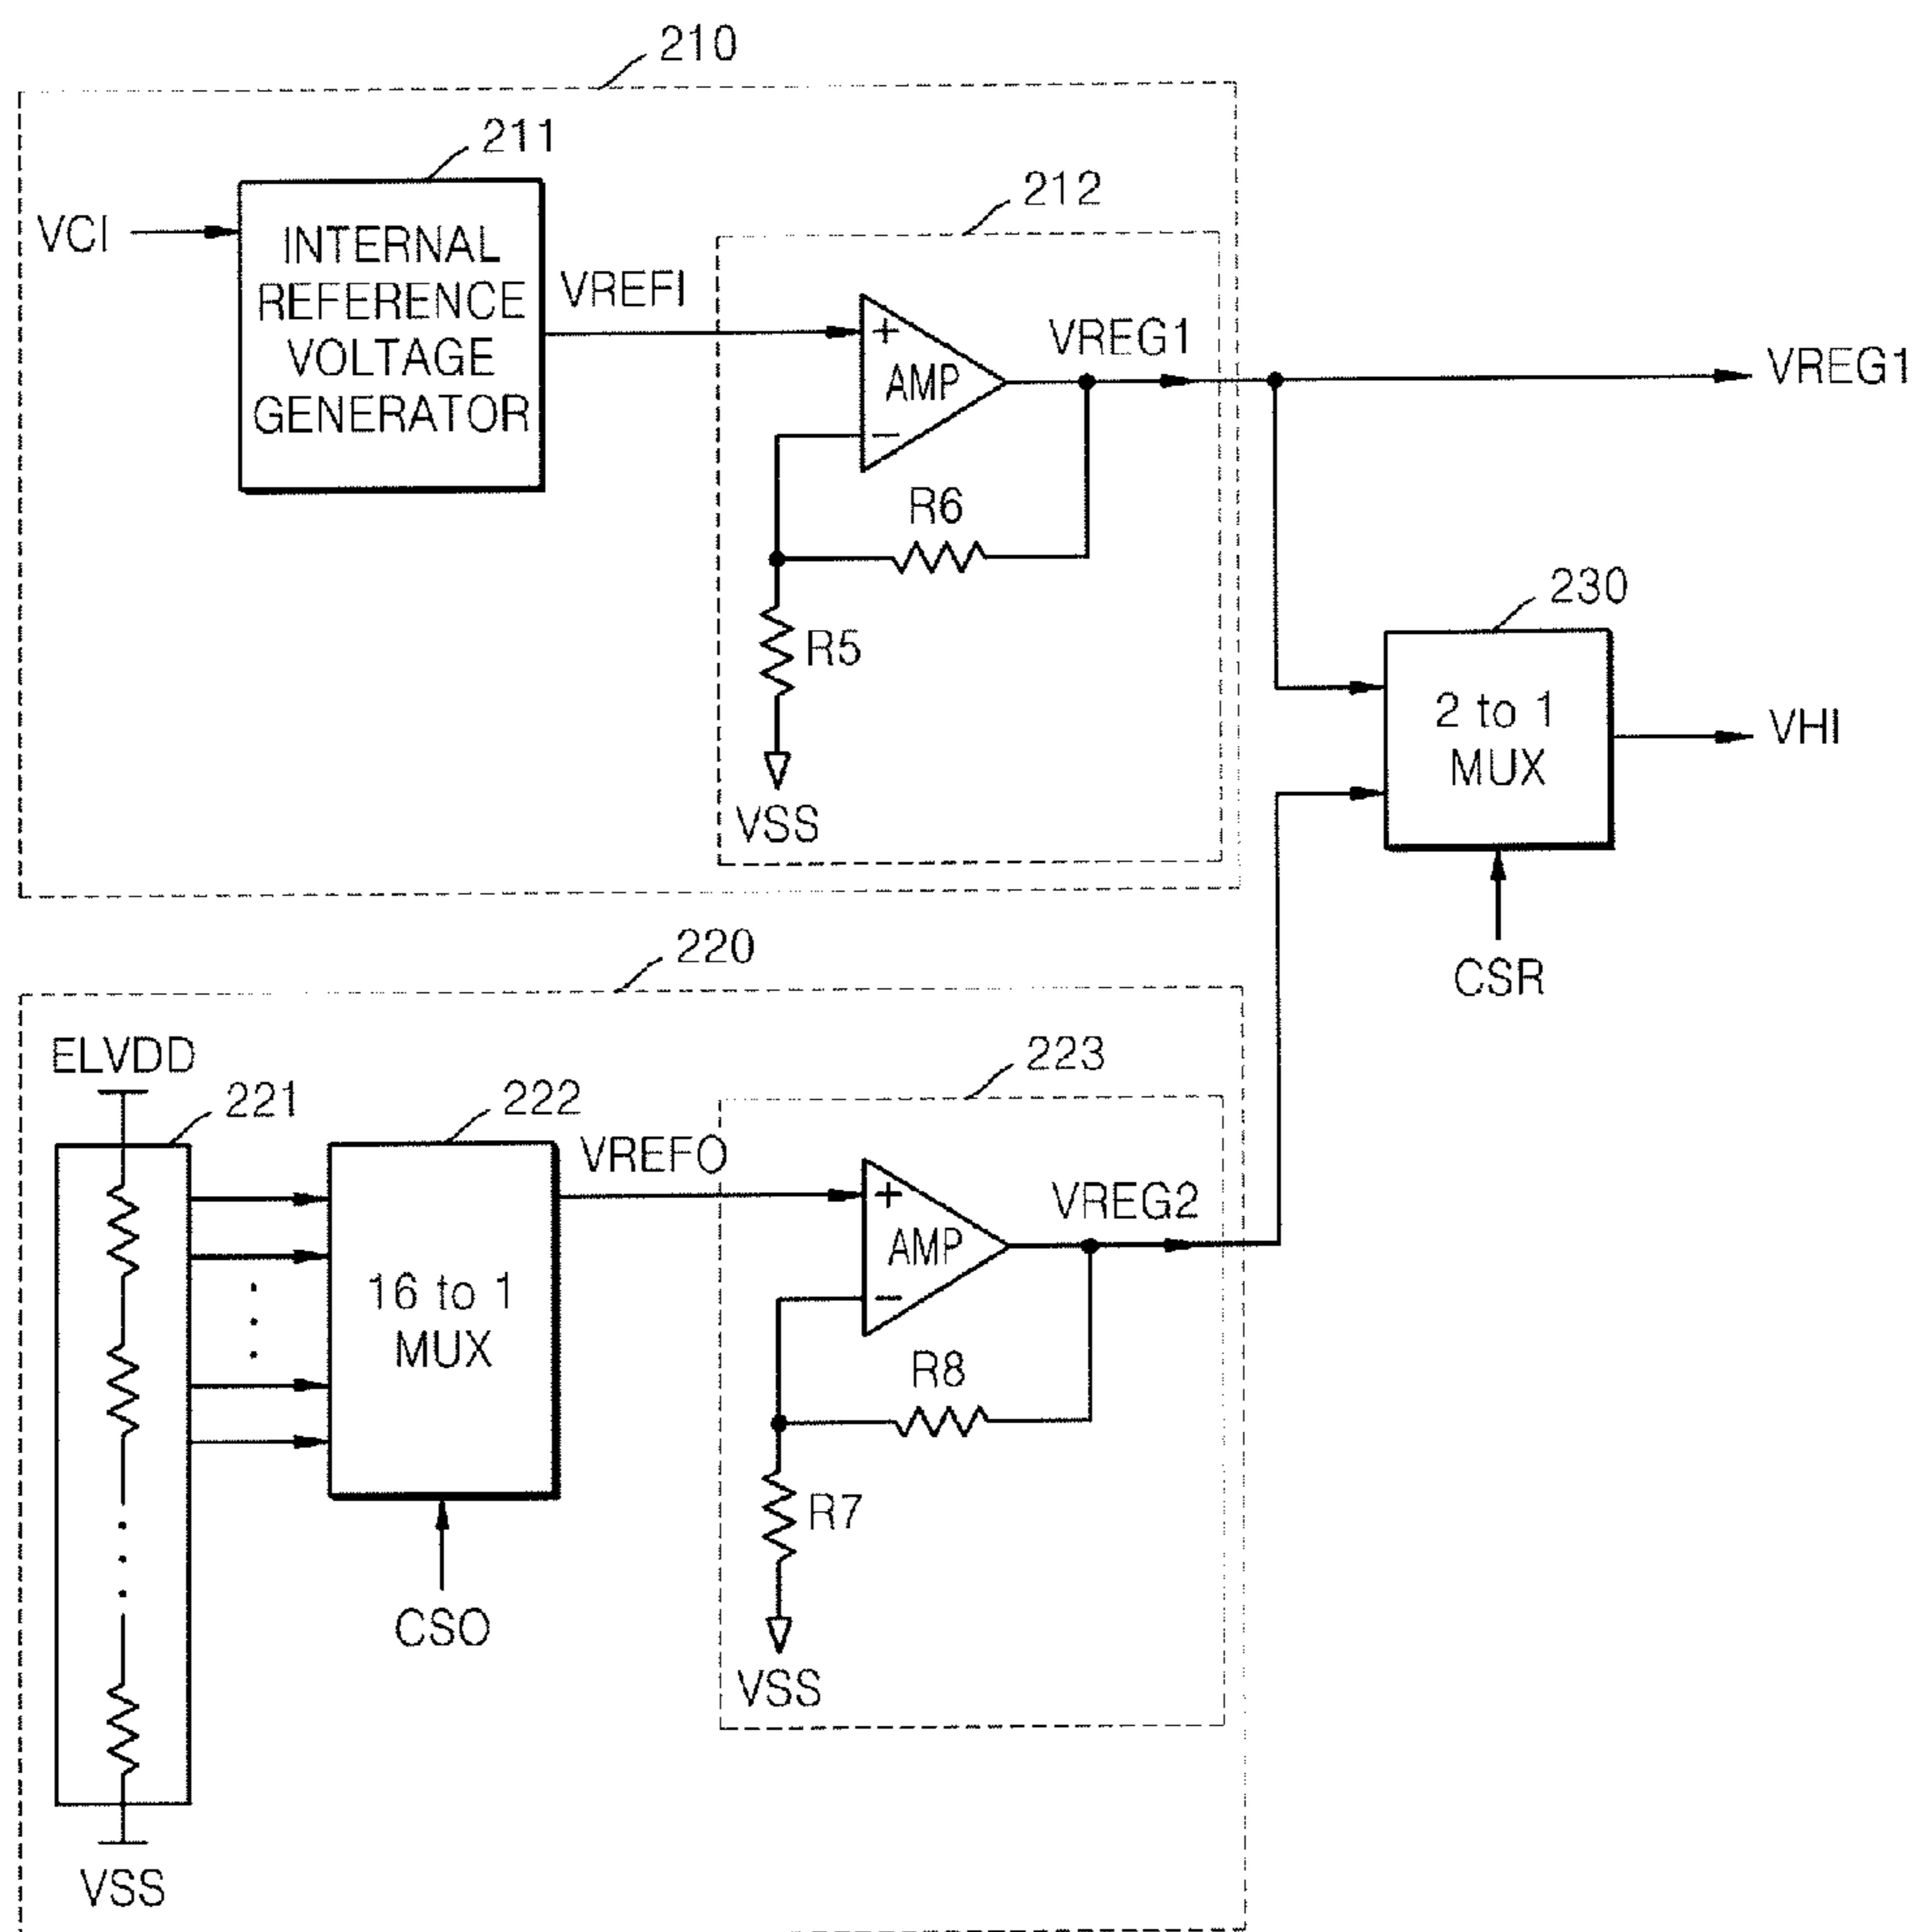 210
211
VCI
INTERNAL
REFERENCE
VOLTAGE
GENERATOR
VREFI
212
+
AMP
−
VREG1
VREG1
R6
R5
VSS
230
2 to 1
MUX
VHI
CSR
220
ELVDD
221
222
VREFO
223
16 to 1
MUX
+
AMP
−
VREG2
R8
R7
CSO
VSS
VSS